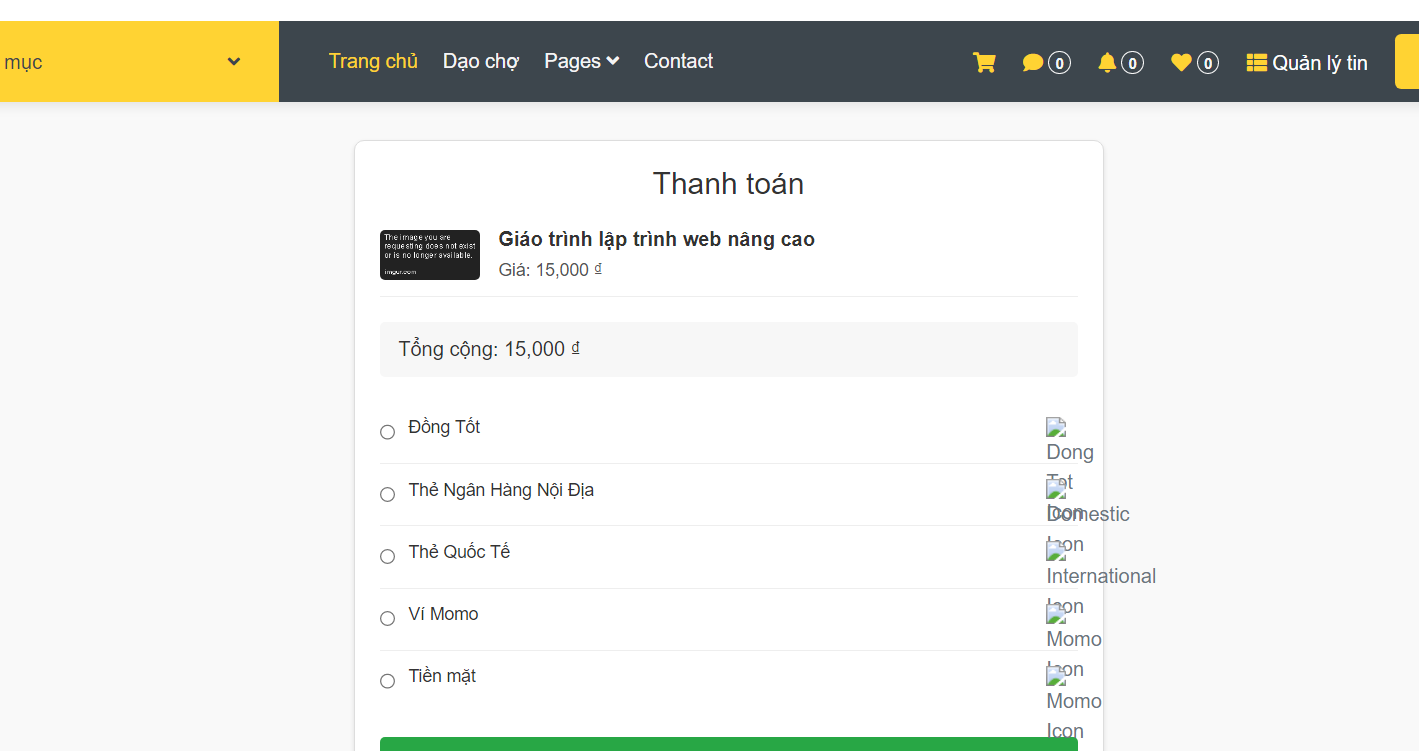 mục
Trang chủ Dạo chợ Pages Contact 0 0 0 Quản lý tin
Thanh toán
The image you are
requesting does not exist
or is no longer available.
imgur.com
Giáo trình lập trình web nâng cao
Giá: 15,000 ₫
Tổng cộng: 15,000 ₫
Đồng Tốt
Dong
Tot
Icon
Thẻ Ngân Hàng Nội Địa
Domestic
Icon
Thẻ Quốc Tế
International
Icon
Ví Momo
Momo
Icon
Tiền mặt
Momo
Icon